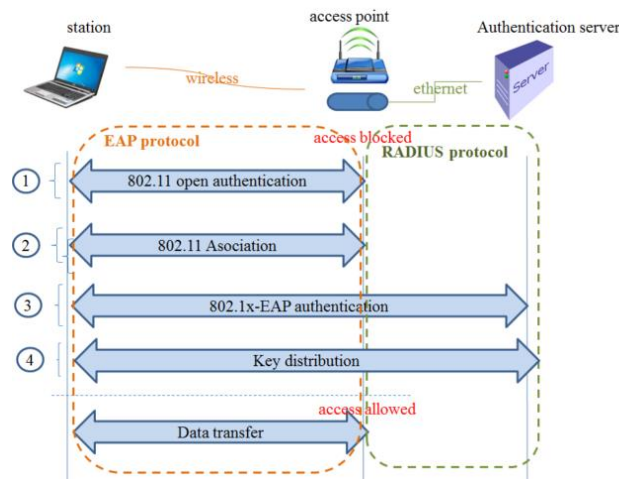 station
access point
Authentication server
wireless
ethernet
Server
access blocked
EAP protocol
RADIUS protocol
1
802.11 open authentication
2
802.11 Asociation
3
802.1x-EAP authentication
4
Key distribution
access allowed
Data transfer